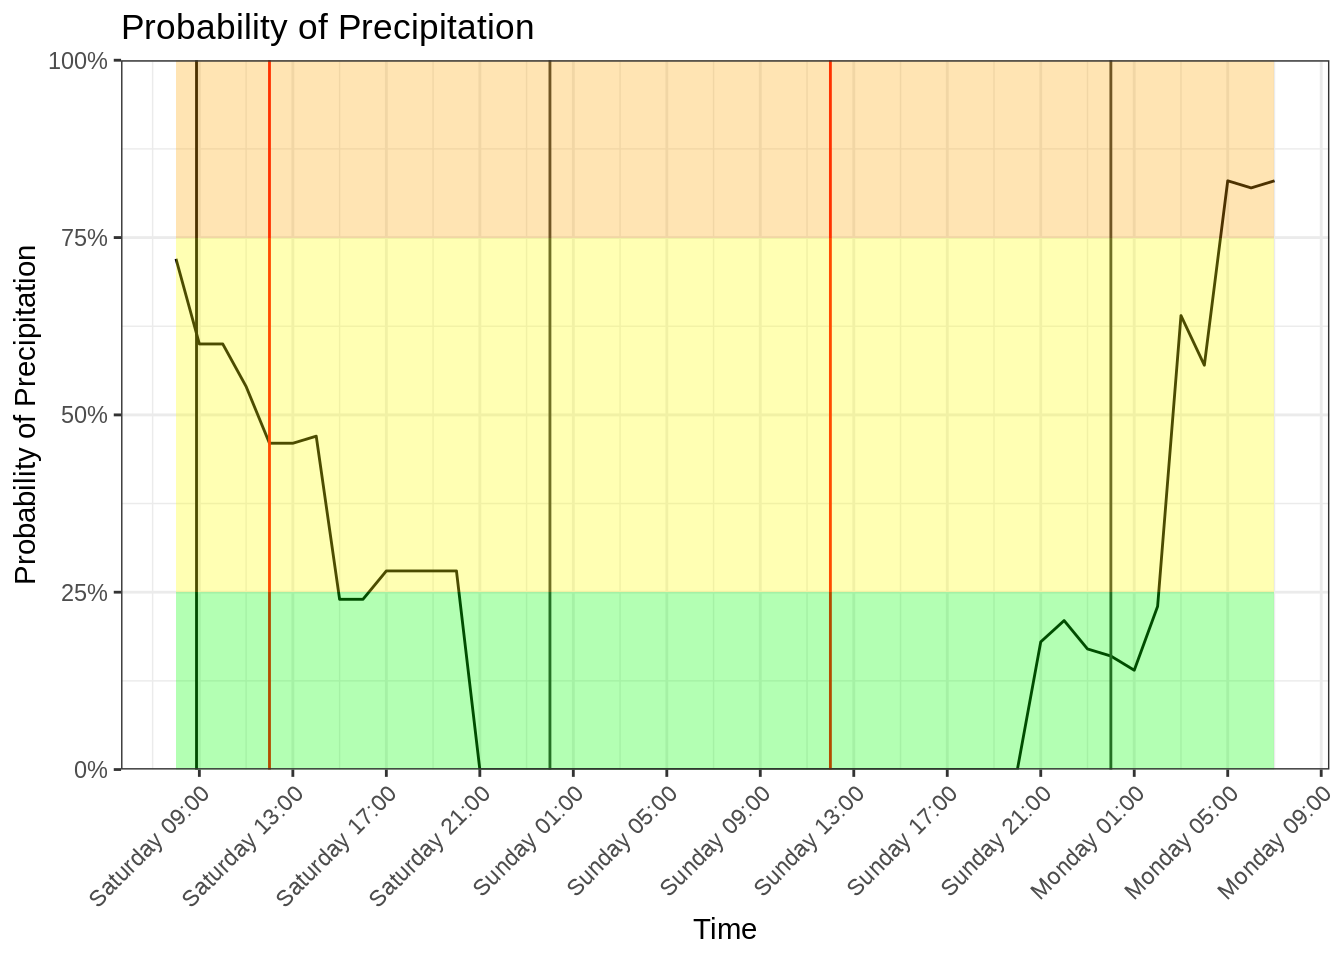 Probability of Precipitation
Probability of Precipitation
100%
75%
50%
25%
0%
Saturday 09:00
Saturday 13:00
Saturday 17:00
Saturday 21:00
Sunday 01:00
Sunday 05:00
Sunday 09:00
Sunday 13:00
Sunday 17:00
Sunday 21:00
Monday 01:00
Monday 05:00
Monday 09:00
Time